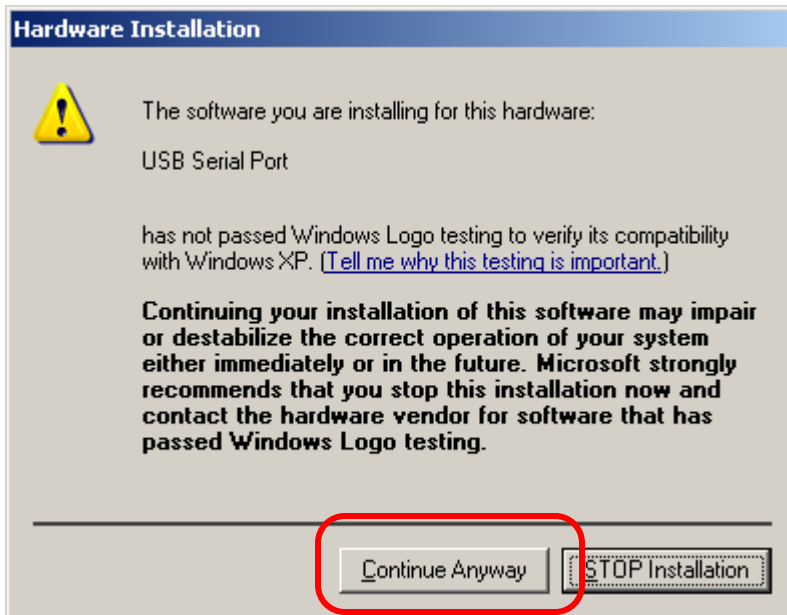 Hardware Installation
The software you are installing for this hardware:
USB Serial Port
has not passed Windows Logo testing to verify its compatibility
with Windows XP. (Tell me why this testing is important.)
Continuing your installation of this software may impair
or destabilize the correct operation of your system
either immediately or in the future. Microsoft strongly
recommends that you stop this installation now and
contact the hardware vendor for software that has
passed Windows Logo testing.
Continue Anyway
STOP Installation